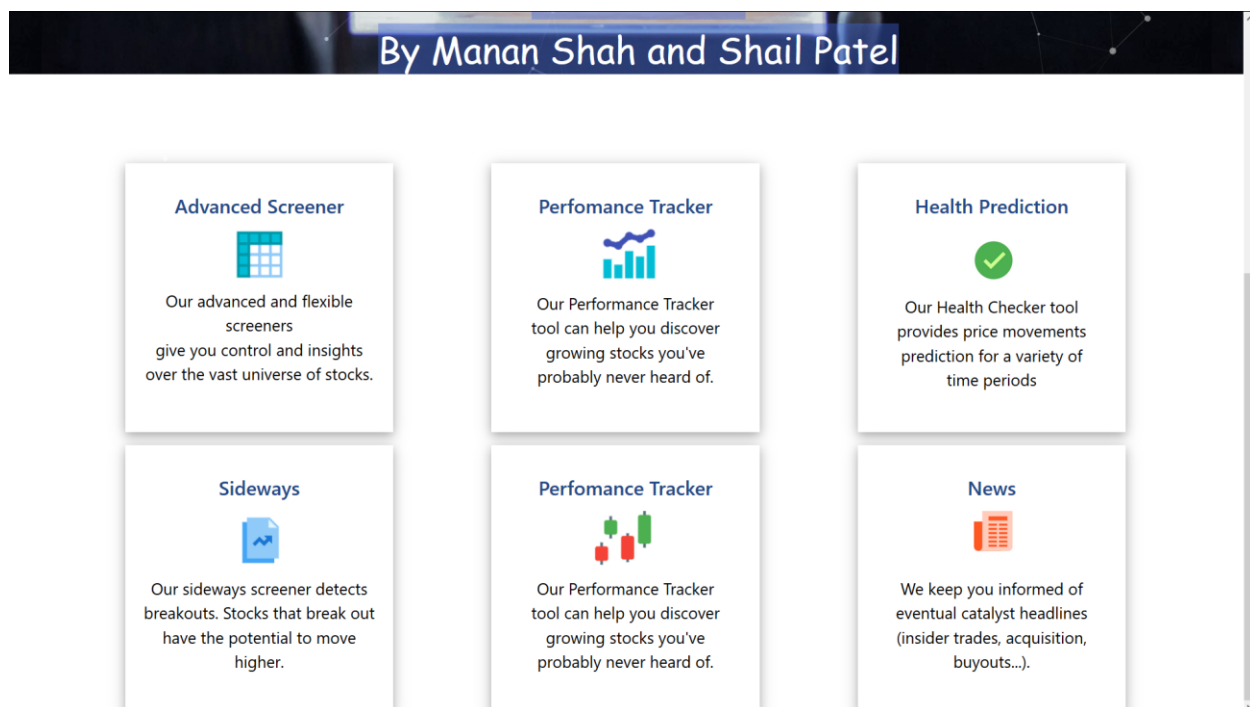 By Manan Shah and Shail Patel
Advanced Screener
Our advanced and flexible
screeners
give you control and insights
over the vast universe of stocks.
Perfomance Tracker
Our Performance Tracker
tool can help you discover
growing stocks you've
probably never heard of.
Health Prediction
Our Health Checker tool
provides price movements
prediction for a variety of
time periods
Sideways
Our sideways screener detects
breakouts. Stocks that break out
have the potential to move
higher.
Perfomance Tracker
Our Performance Tracker
tool can help you discover
growing stocks you've
probably never heard of.
News
We keep you informed of
eventual catalyst headlines
(insider trades, acquisition,
buyouts...).